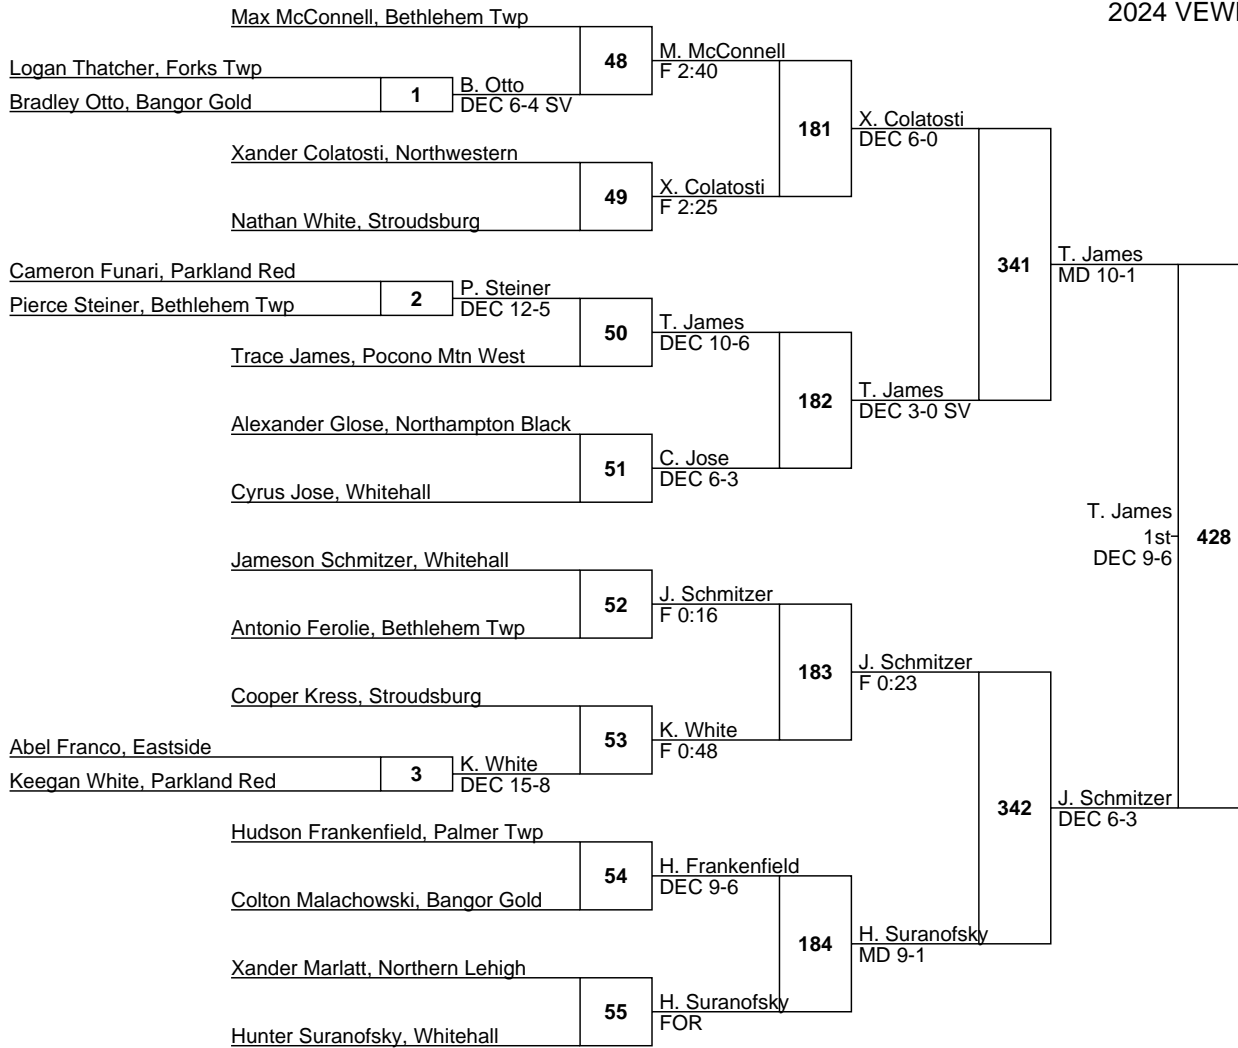 2024 VEW
Max McConnell, Bethlehem Twp
48
M. McConnell
F 2:40
Logan Thatcher, Forks Twp
1
B. Otto
DEC 6-4 SV
Bradley Otto, Bangor Gold
181
X. Colatosti
DEC 6-0
Xander Colatosti, Northwestern
49
X. Colatosti
F 2:25
Nathan White, Stroudsburg
341
T. James
MD 10-1
Cameron Funari, Parkland Red
2
P. Steiner
DEC 12-5
Pierce Steiner, Bethlehem Twp
50
T. James
DEC 10-6
Trace James, Pocono Mtn West
182
T. James
DEC 3-0 SV
Alexander Glose, Northampton Black
51
C. Jose
DEC 6-3
Cyrus Jose, Whitehall
T. James
1st
DEC 9-6
428
Jameson Schmitzer, Whitehall
52
J. Schmitzer
F 0:16
Antonio Ferolie, Bethlehem Twp
183
J. Schmitzer
F 0:23
Cooper Kress, Stroudsburg
53
K. White
F 0:48
Abel Franco, Eastside
3
K. White
DEC 15-8
Keegan White, Parkland Red
342
J. Schmitzer
DEC 6-3
Hudson Frankenfield, Palmer Twp
54
H. Frankenfield
DEC 9-6
Colton Malachowski, Bangor Gold
184
H. Suranofsky
MD 9-1
Xander Marlatt, Northern Lehigh
55
H. Suranofsky
FOR
Hunter Suranofsky, Whitehall